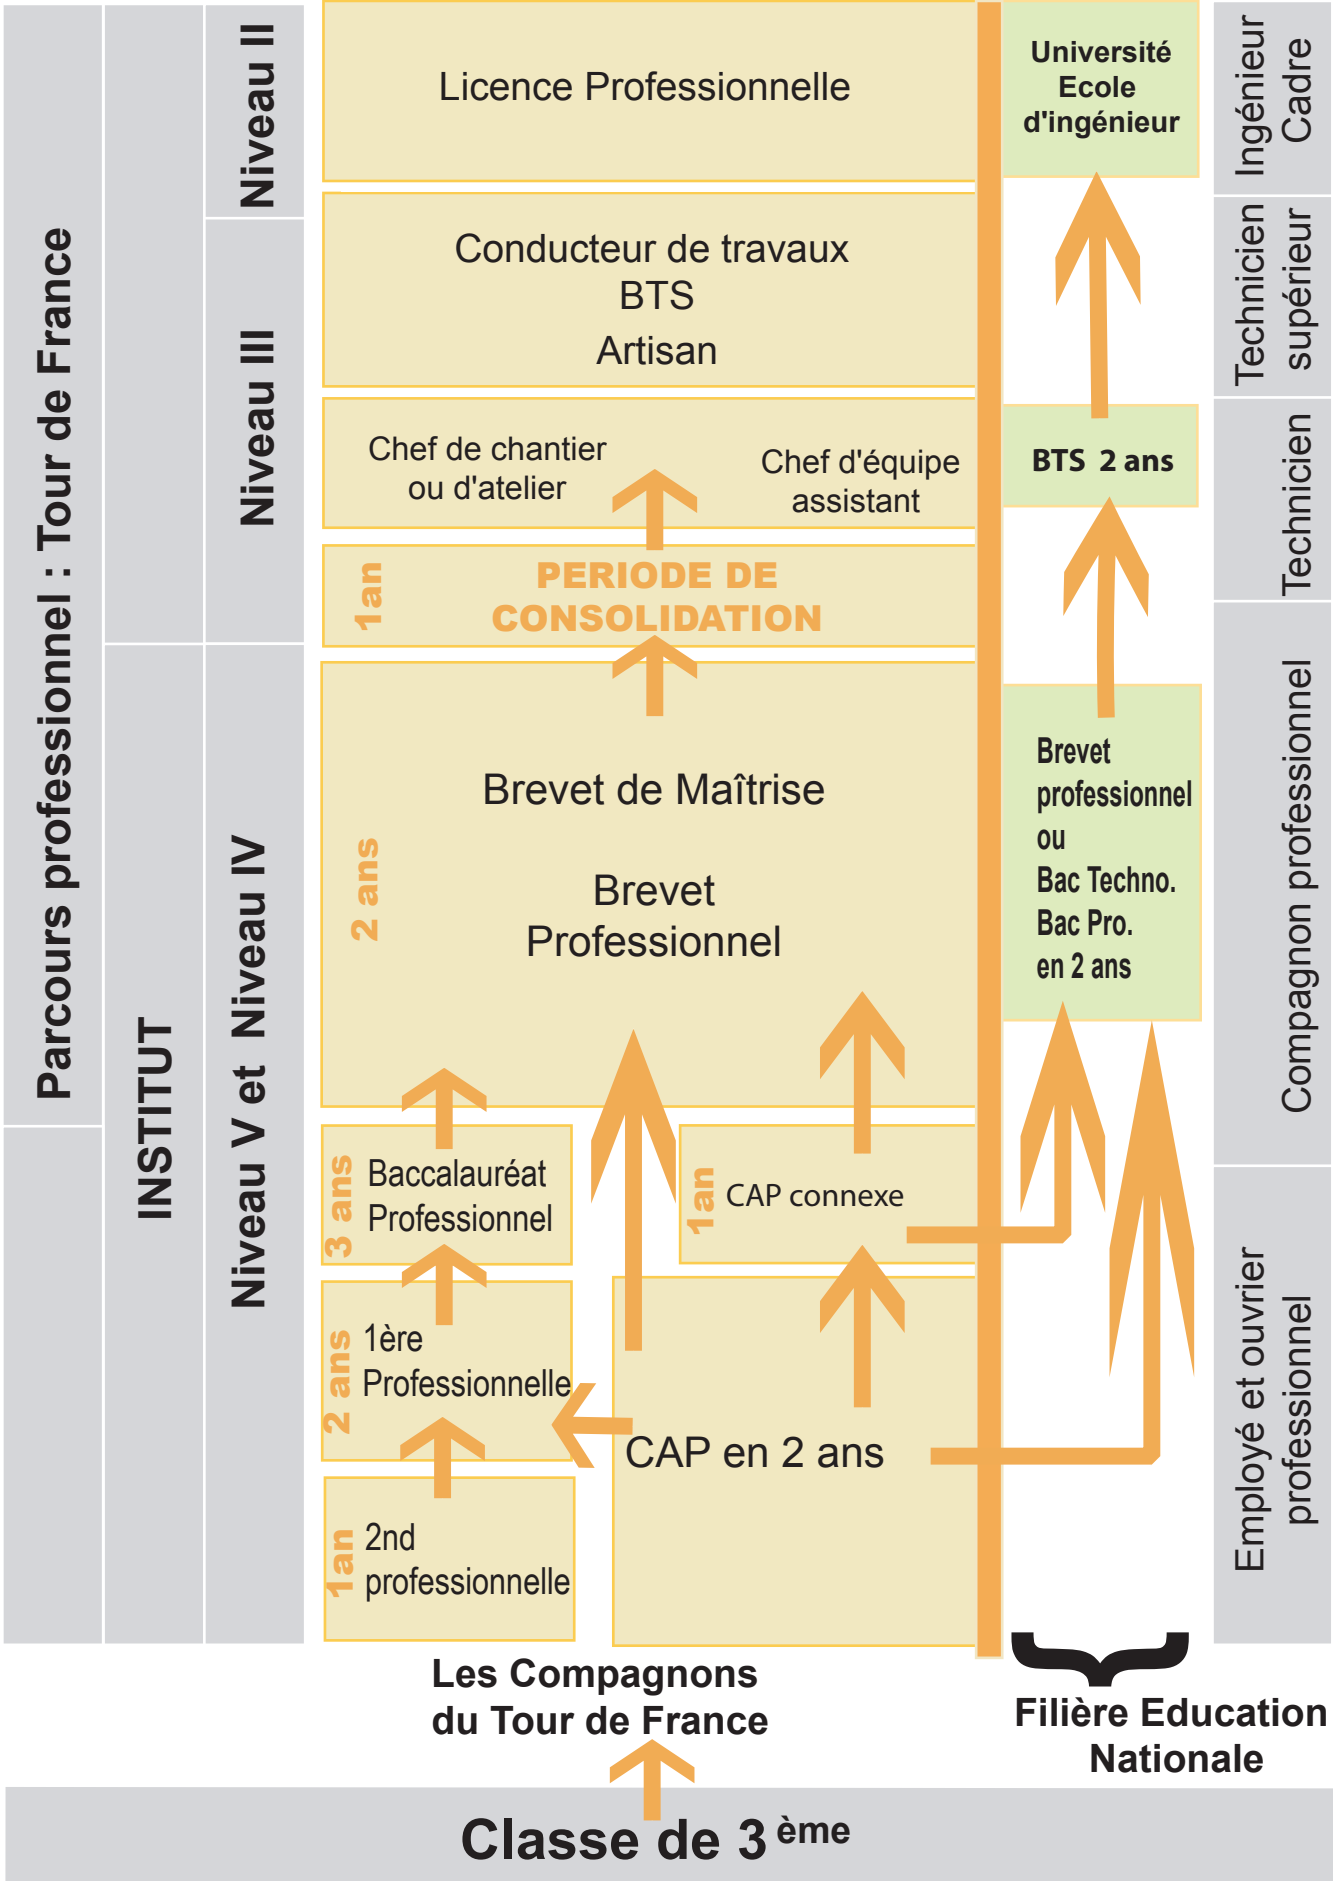 Parcours professionnel : Tour de France
INSTITUT
Niveau II
Niveau III
Niveau V et Niveau IV
Licence Professionnelle
Conducteur de travaux
BTS
Artisan
Chef de chantier
ou d'atelier
Chef d'équipe
assistant
1an
PERIODE DE
CONSOLIDATION
2 ans
Brevet de Maîtrise
Brevet
Professionnel
3 ans
Baccalauréat
Professionnel
1an
CAP connexe
2 ans
1ère
Professionnelle
CAP en 2 ans
1an
2nd
professionnelle
Université
Ecole
d'ingénieur
BTS 2 ans
Brevet
professionnel
ou
Bac Techno.
Bac Pro.
en 2 ans
Ingénieur
Cadre
Technicien
supérieur
Technicien
Compagnon professionnel
Employé et ouvrier
professionnel
Les Compagnons
du Tour de France
Filière Education
Nationale
Classe de 3 ème